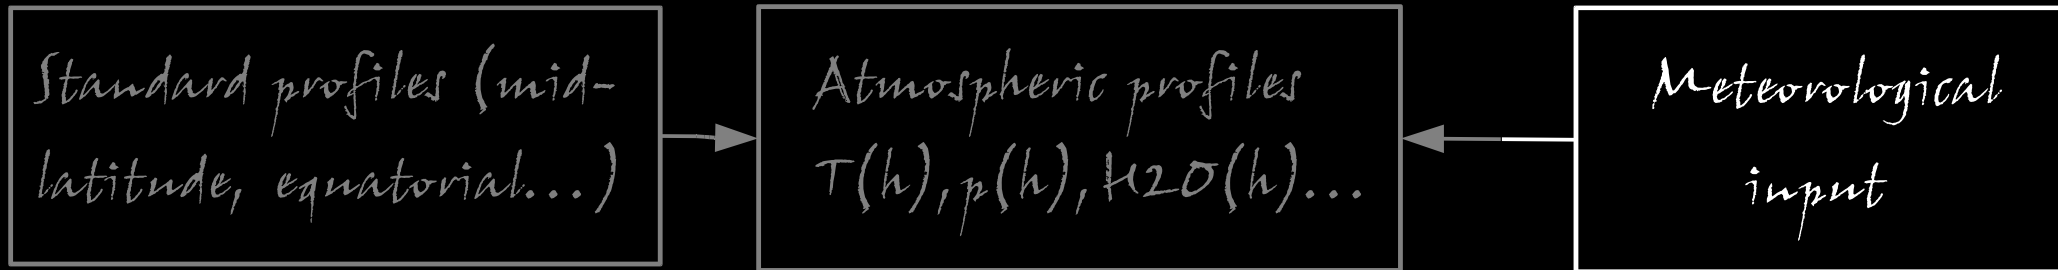 Standard profiles (mid-
latitude, equatorial...)
Atmospheric profiles
T(h), p(h), H2O(h)...
Meteorological
input